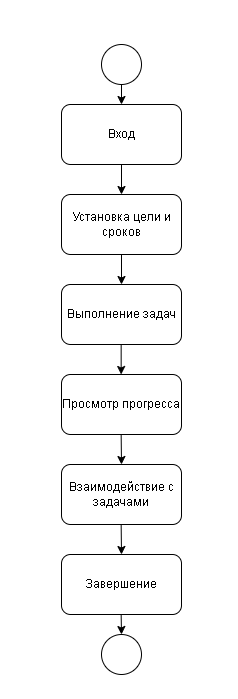 Вход
Установка цели и
сроков
Выполнение задач
Просмотр прогресса
Взаимодействие с
задачами
Завершение